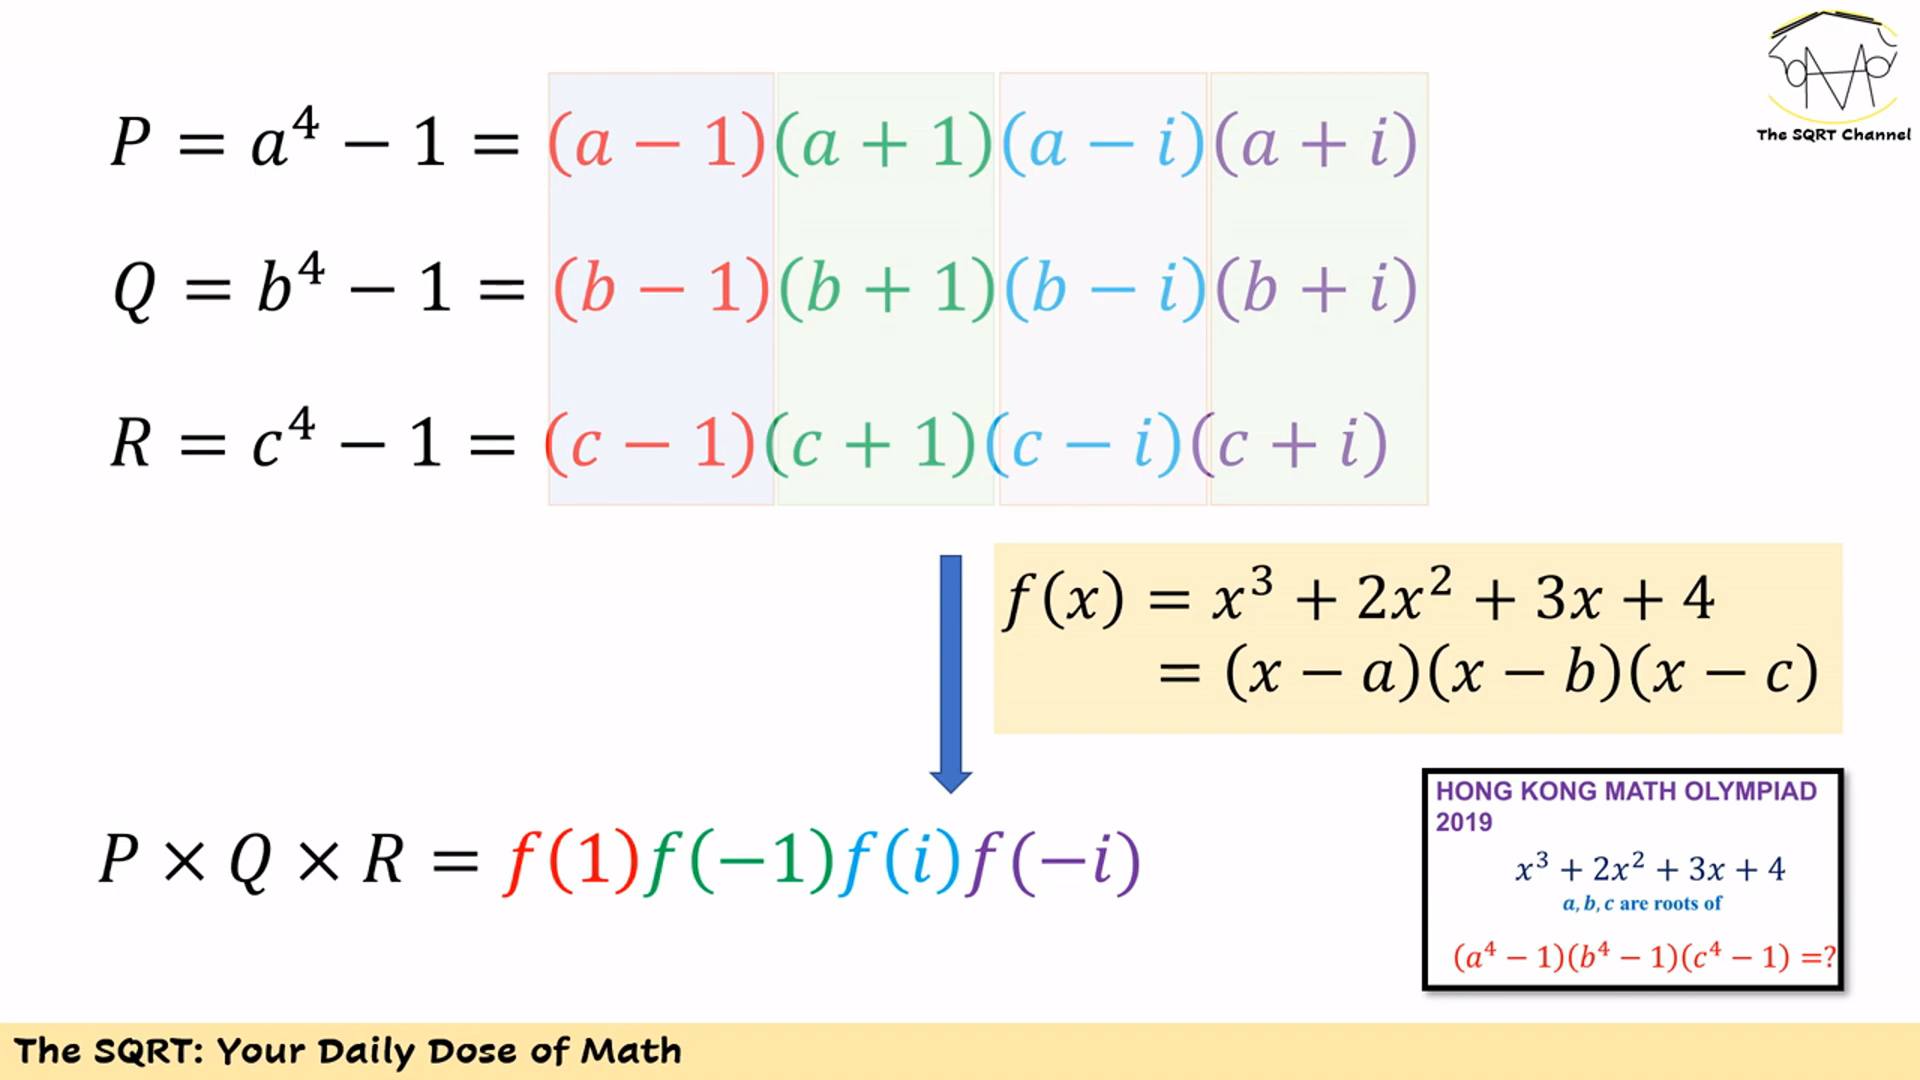 The SQRT Channel
P = a⁴ − 1 = (a − 1)(a + 1)(a − i)(a + i)
Q = b⁴ − 1 = (b − 1)(b + 1)(b − i)(b + i)
R = c⁴ − 1 = (c − 1)(c + 1)(c − i)(c + i)
f(x) = x³ + 2x² + 3x + 4
= (x − a)(x − b)(x − c)
P × Q × R = f(1)f(−1)f(i)f(−i)
HONG KONG MATH OLYMPIAD
2019
x³ + 2x² + 3x + 4
a, b, c are roots of
(a⁴ − 1)(b⁴ − 1)(c⁴ − 1) =?
The SQRT: Your Daily Dose of Math